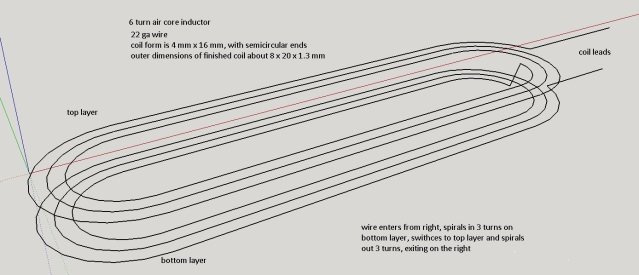 6 turn air core inductor
22 ga wire
coil form is 4 mm x 16 mm, with semicircular ends
outer dimensions of finished coil about 8 x 20 x 1.3 mm
coil leads
top layer
wire enters from right, spirals in 3 turns on
bottom layer, swithces to top layer and spirals
out 3 turns, exiting on the right
bottom layer